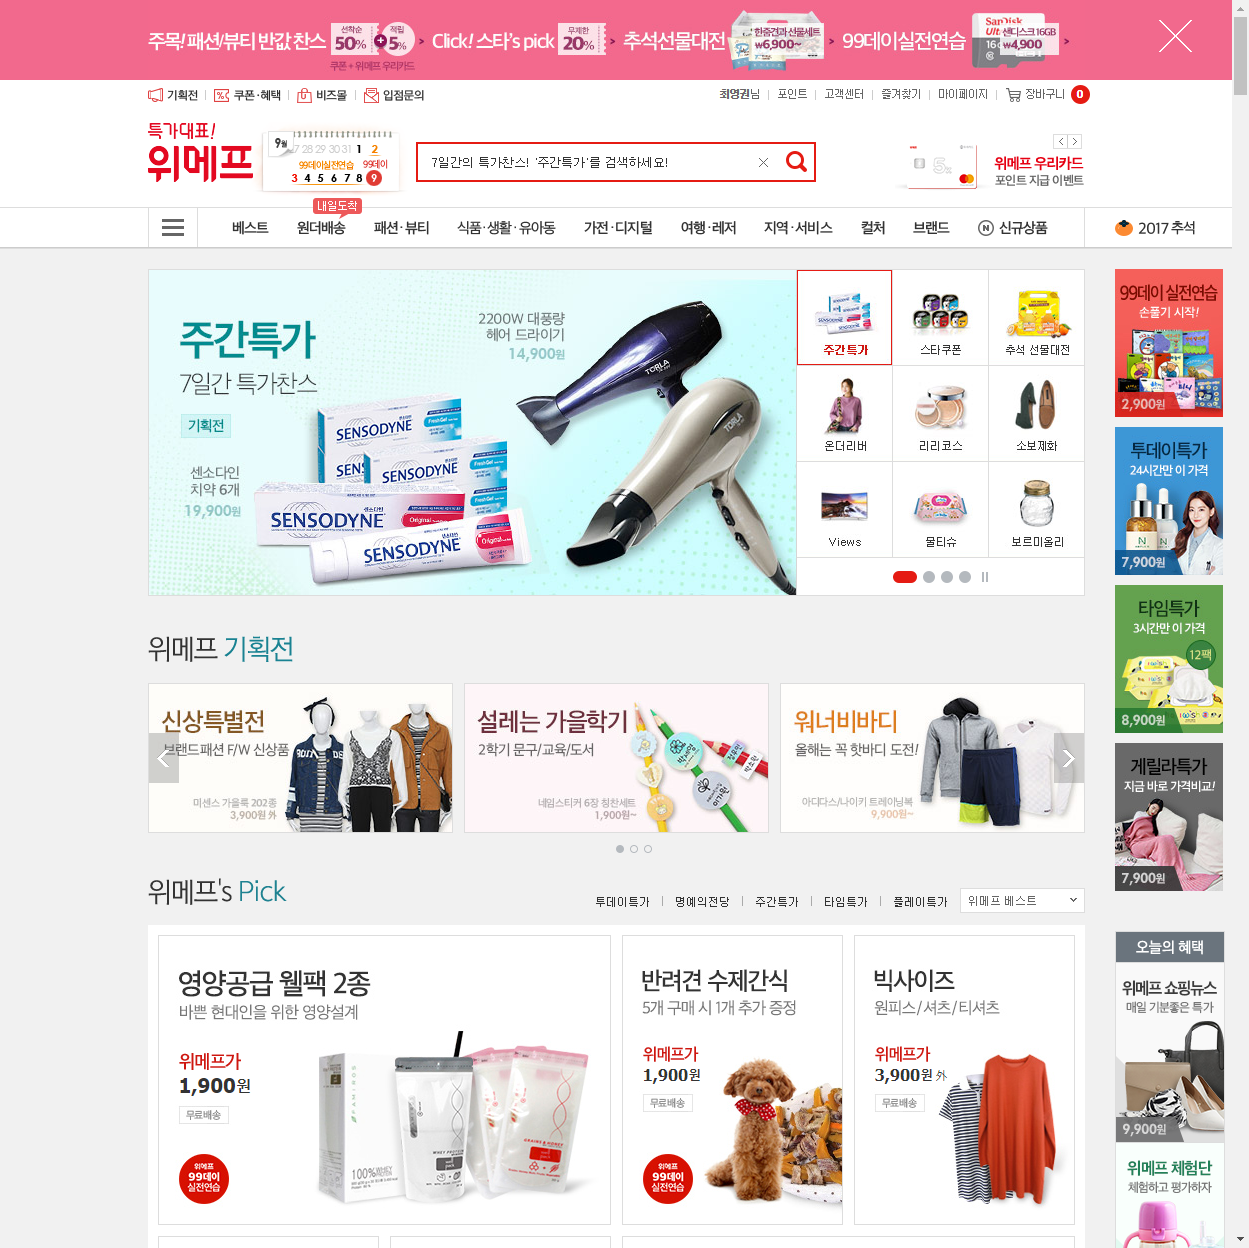 주목! 패션/뷰티 반값 찬스
선착순
50%
적립
5%
쿠폰 + 위메프 우리카드
Click! 스타's pick
무제한
20%
추석선물대전
한줌견과 선물세트
₩6,900~
99데이실전연습
샌디스크 16GB
₩4,900
기획전
쿠폰·혜택
비즈몰
입점문의
최영권님
포인트
고객센터
즐겨찾기
마이페이지
장바구니
0
특가대표!
위메프
9월
27 28 29 30 31 1 2
99데이실전연습 99데이
3 4 5 6 7 8 9
7일간의 특가찬스! '주간특가'를 검색하세요!
위메프 우리카드
포인트 지급 이벤트
내일도착
베스트
원더배송
패션·뷰티
식품·생활·유아동
가전·디지털
여행·레저
지역·서비스
컬처
브랜드
N 신규상품
2017 추석
주간특가
7일간 특가찬스
기획전
센소다인
치약 6개
19,900원
2200W 대풍량
헤어 드라이기
14,900원
SENSODYNE
SENSODYNE
SENSODYNE
SENSODYNE
TORLA
TORLA
주간특가
스타쿠폰
추석 선물대전
온더리버
리리코스
소보제화
Views
물티슈
보르미올리
99데이 실전연습
손풀기 시작!
2,900원
투데이특가
24시간만 이 가격
7,900원
타임특가
3시간만 이 가격
12팩
8,900원
게릴라특가
지금 바로 가격비교!
7,900원
위메프 기획전
신상특별전
브랜드패션 F/W 신상품
미센스 가을룩 202종
3,900원 外
설레는 가을학기
2학기 문구/교육/도서
네임스티커 6장 칭찬세트
1,900원~
워너비바디
올해는 꼭 핫바디 도전!
아디다스/나이키 트레이닝복
9,900원~
위메프's Pick
투데이특가
명예의전당
주간특가
타임특가
플레이특가
위메프 베스트
영양공급 웰팩 2종
바쁜 현대인을 위한 영양설계
위메프가
1,900원
무료배송
위메프
99데이
실전연습
반려견 수제간식
5개 구매 시 1개 추가 증정
위메프가
1,900원
무료배송
위메프
99데이
실전연습
빅사이즈
원피스/셔츠/티셔츠
위메프가
3,900원 外
무료배송
오늘의 혜택
위메프 쇼핑뉴스
매일 기분좋은 특가
9,900원
위메프 체험단
체험하고 평가하자